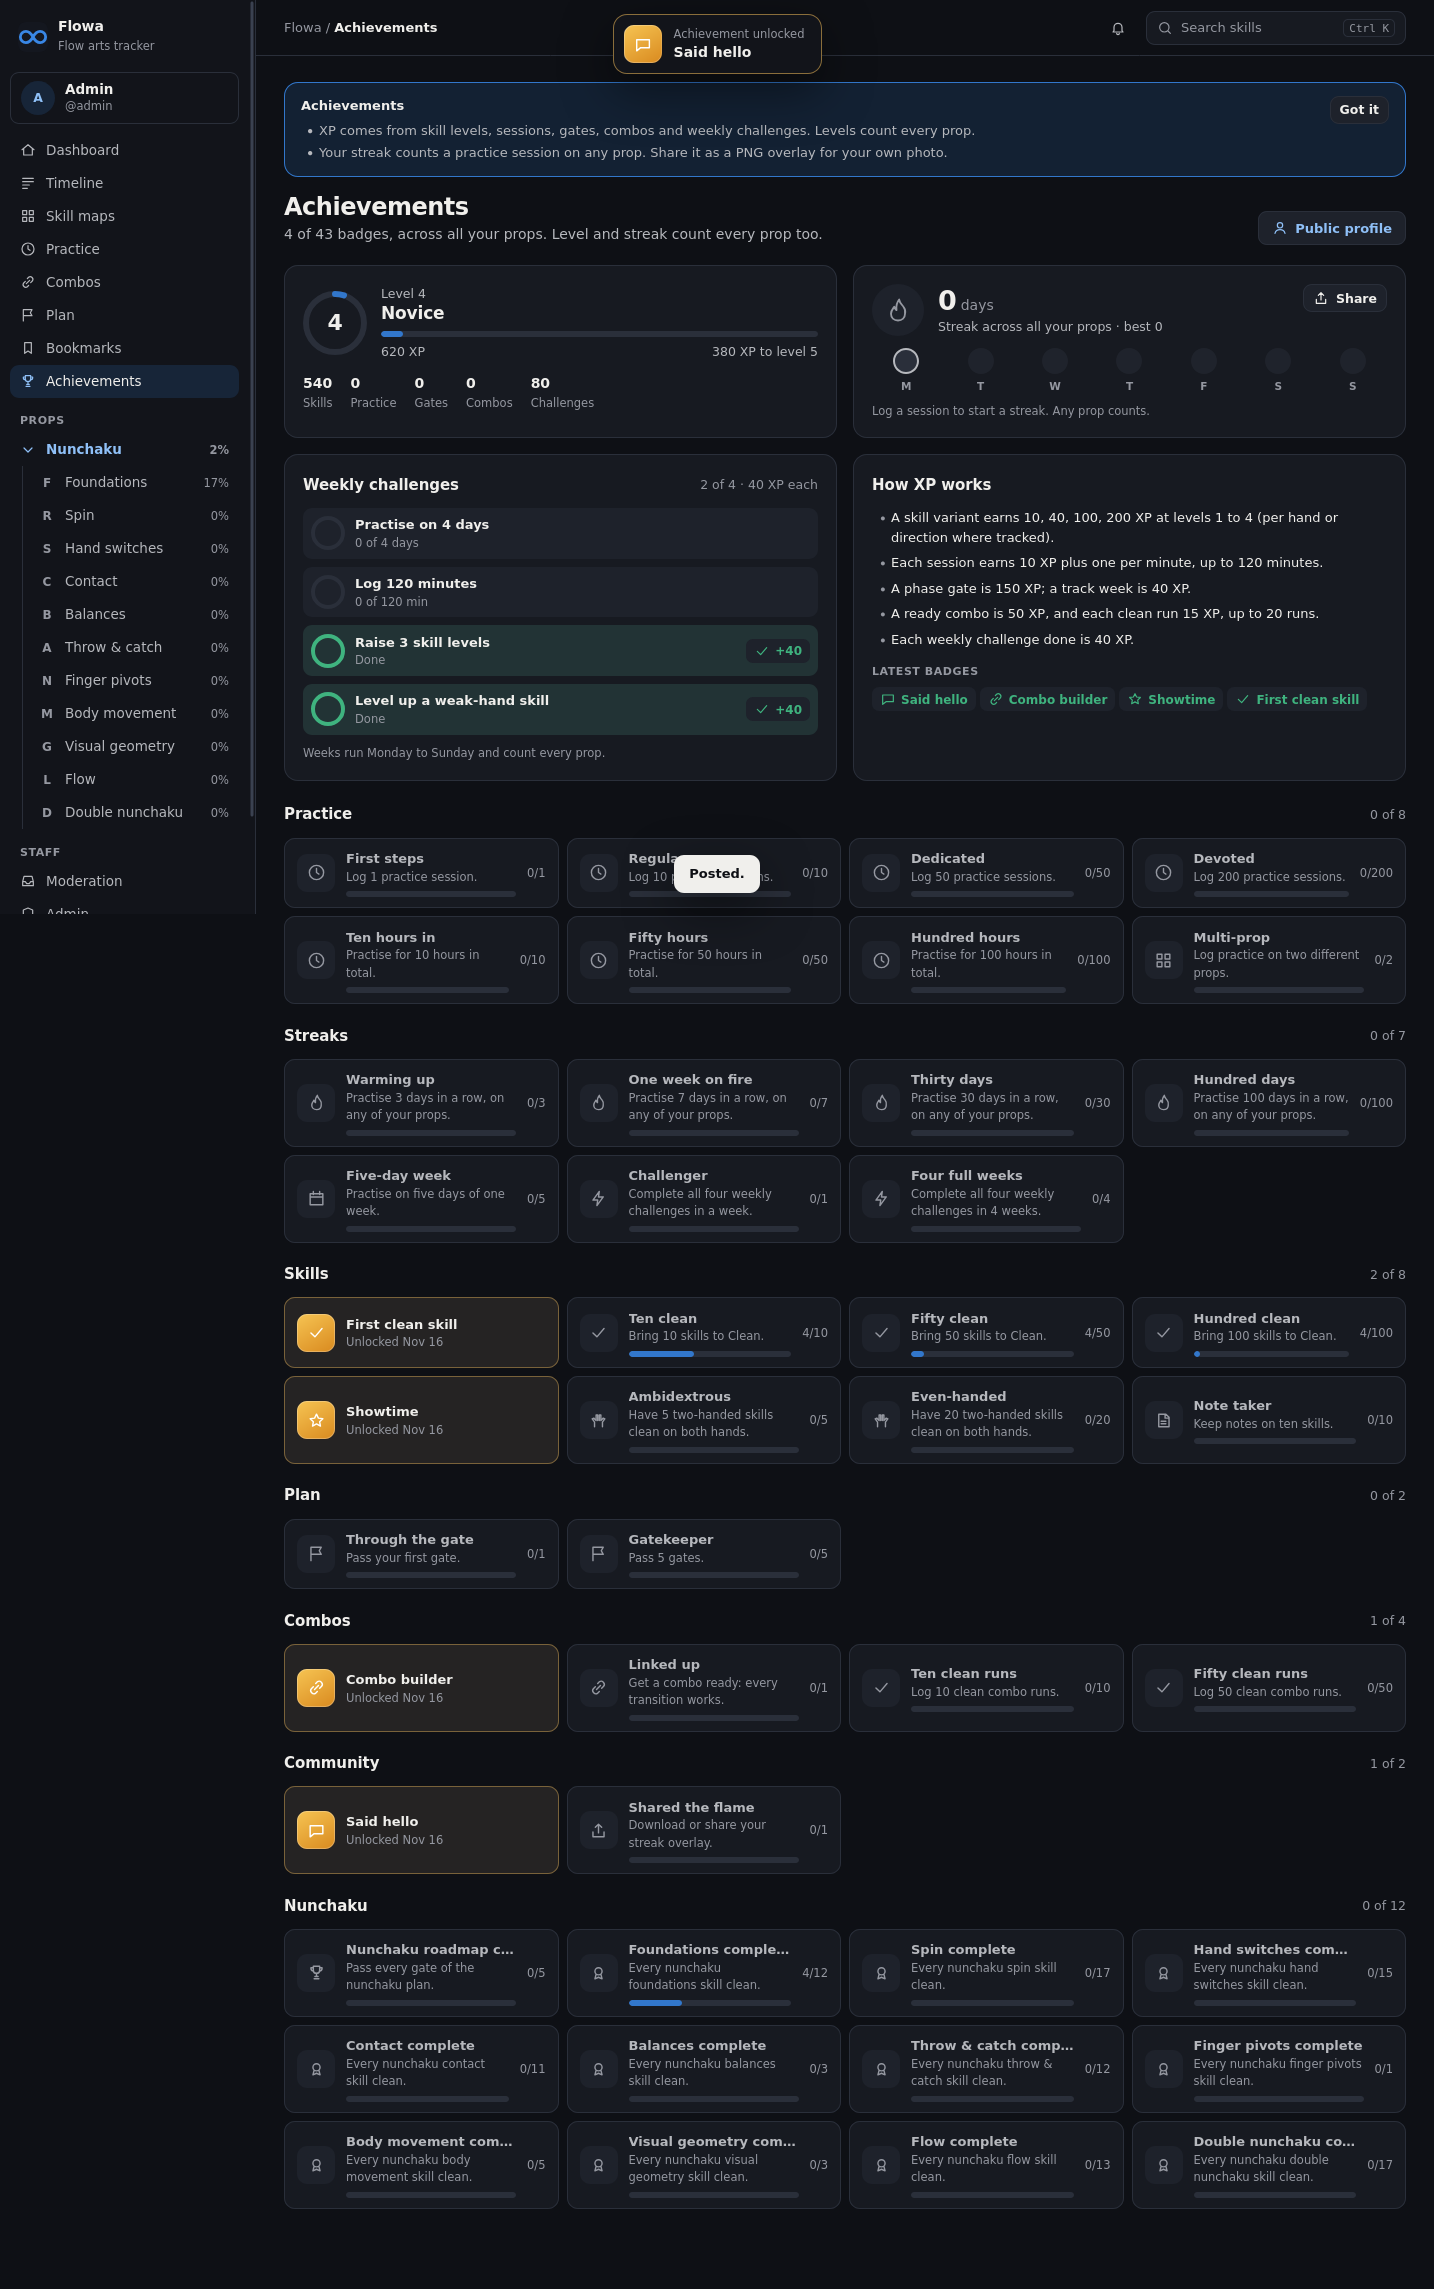 Flowa
Flow arts tracker
A
Admin
@admin
Dashboard
Timeline
Skill maps
Practice
Combos
Plan
Bookmarks
Achievements
PROPS
Nunchaku 2%
F Foundations 17%
R Spin 0%
S Hand switches 0%
C Contact 0%
B Balances 0%
A Throw & catch 0%
N Finger pivots 0%
M Body movement 0%
G Visual geometry 0%
L Flow 0%
D Double nunchaku 0%
STAFF
Moderation
Admin
Flowa / Achievements
Achievement unlocked
Said hello
Search skills Ctrl K
Achievements
Got it
• XP comes from skill levels, sessions, gates, combos and weekly challenges. Levels count every prop.
• Your streak counts a practice session on any prop. Share it as a PNG overlay for your own photo.
Achievements
4 of 43 badges, across all your props. Level and streak count every prop too.
Public profile
4
Level 4
Novice
620 XP 380 XP to level 5
540 0 0 0 80
Skills Practice Gates Combos Challenges
0 days
Streak across all your props · best 0
Share
M T W T F S S
Log a session to start a streak. Any prop counts.
Weekly challenges 2 of 4 · 40 XP each
Practise on 4 days
0 of 4 days
Log 120 minutes
0 of 120 min
Raise 3 skill levels
Done
+40
Level up a weak-hand skill
Done
+40
Weeks run Monday to Sunday and count every prop.
How XP works
• A skill variant earns 10, 40, 100, 200 XP at levels 1 to 4 (per hand or
direction where tracked).
• Each session earns 10 XP plus one per minute, up to 120 minutes.
• A phase gate is 150 XP; a track week is 40 XP.
• A ready combo is 50 XP, and each clean run 15 XP, up to 20 runs.
• Each weekly challenge done is 40 XP.
LATEST BADGES
Said hello Combo builder Showtime First clean skill
Practice 0 of 8
First steps
Log 1 practice session.
0/1
Regula
Log 10 p ns.
0/10
Posted.
Dedicated
Log 50 practice sessions.
0/50
Devoted
Log 200 practice sessions.
0/200
Ten hours in
Practise for 10 hours in
total.
0/10
Fifty hours
Practise for 50 hours in
total.
0/50
Hundred hours
Practise for 100 hours in
total.
0/100
Multi-prop
Log practice on two different
props.
0/2
Streaks 0 of 7
Warming up
Practise 3 days in a row, on
any of your props.
0/3
One week on fire
Practise 7 days in a row, on
any of your props.
0/7
Thirty days
Practise 30 days in a row,
on any of your props.
0/30
Hundred days
Practise 100 days in a row,
on any of your props.
0/100
Five-day week
Practise on five days of one
week.
0/5
Challenger
Complete all four weekly
challenges in a week.
0/1
Four full weeks
Complete all four weekly
challenges in 4 weeks.
0/4
Skills 2 of 8
First clean skill
Unlocked Nov 16
Ten clean
Bring 10 skills to Clean.
4/10
Fifty clean
Bring 50 skills to Clean.
4/50
Hundred clean
Bring 100 skills to Clean.
4/100
Showtime
Unlocked Nov 16
Ambidextrous
Have 5 two-handed skills
clean on both hands.
0/5
Even-handed
Have 20 two-handed skills
clean on both hands.
0/20
Note taker
Keep notes on ten skills.
0/10
Plan 0 of 2
Through the gate
Pass your first gate.
0/1
Gatekeeper
Pass 5 gates.
0/5
Combos 1 of 4
Combo builder
Unlocked Nov 16
Linked up
Get a combo ready: every
transition works.
0/1
Ten clean runs
Log 10 clean combo runs.
0/10
Fifty clean runs
Log 50 clean combo runs.
0/50
Community 1 of 2
Said hello
Unlocked Nov 16
Shared the flame
Download or share your
streak overlay.
0/1
Nunchaku 0 of 12
Nunchaku roadmap c...
Pass every gate of the
nunchaku plan.
0/5
Foundations comple...
Every nunchaku
foundations skill clean.
4/12
Spin complete
Every nunchaku spin skill
clean.
0/17
Hand switches com...
Every nunchaku hand
switches skill clean.
0/15
Contact complete
Every nunchaku contact
skill clean.
0/11
Balances complete
Every nunchaku balances
skill clean.
0/3
Throw & catch comp...
Every nunchaku throw &
catch skill clean.
0/12
Finger pivots complete
Every nunchaku finger pivots
skill clean.
0/1
Body movement com...
Every nunchaku body
movement skill clean.
0/5
Visual geometry com...
Every nunchaku visual
geometry skill clean.
0/3
Flow complete
Every nunchaku flow skill
clean.
0/13
Double nunchaku co...
Every nunchaku double
nunchaku skill clean.
0/17